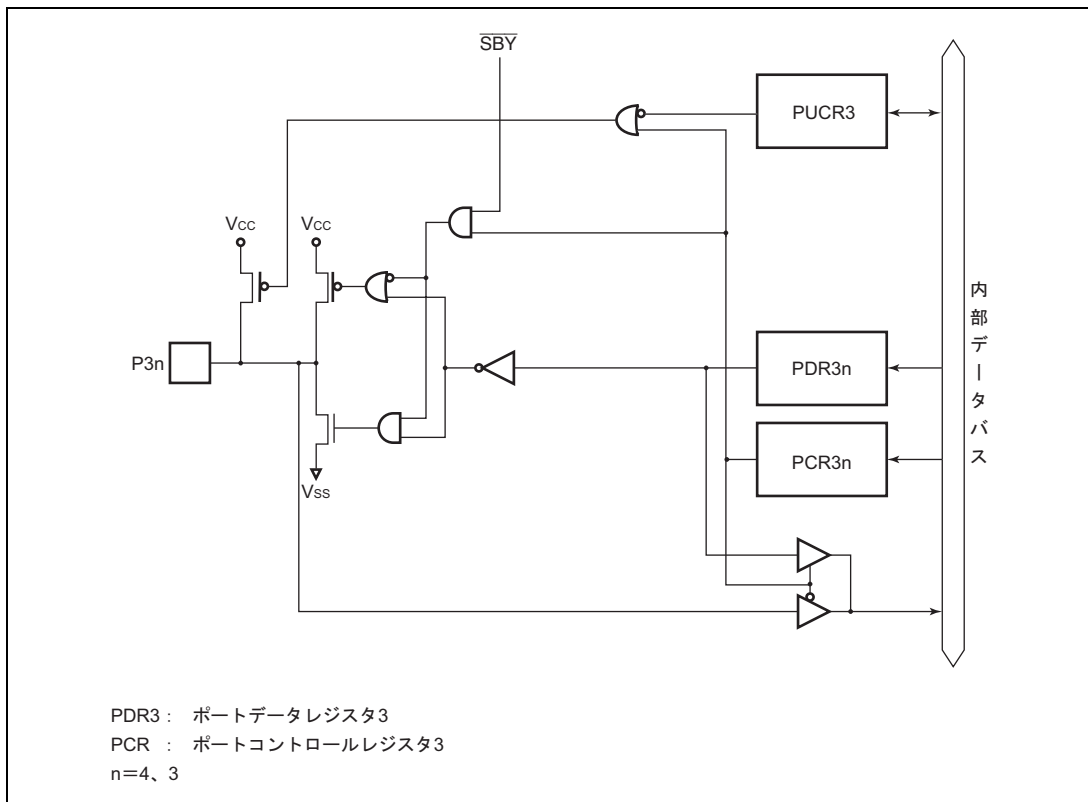 SBY
PUCR3
VCC
VCC
P3n
VSS
PDR3n
PCR3n
内部データバス
PDR3： ポートデータレジスタ3
PCR ： ポートコントロールレジスタ3
n＝4、3